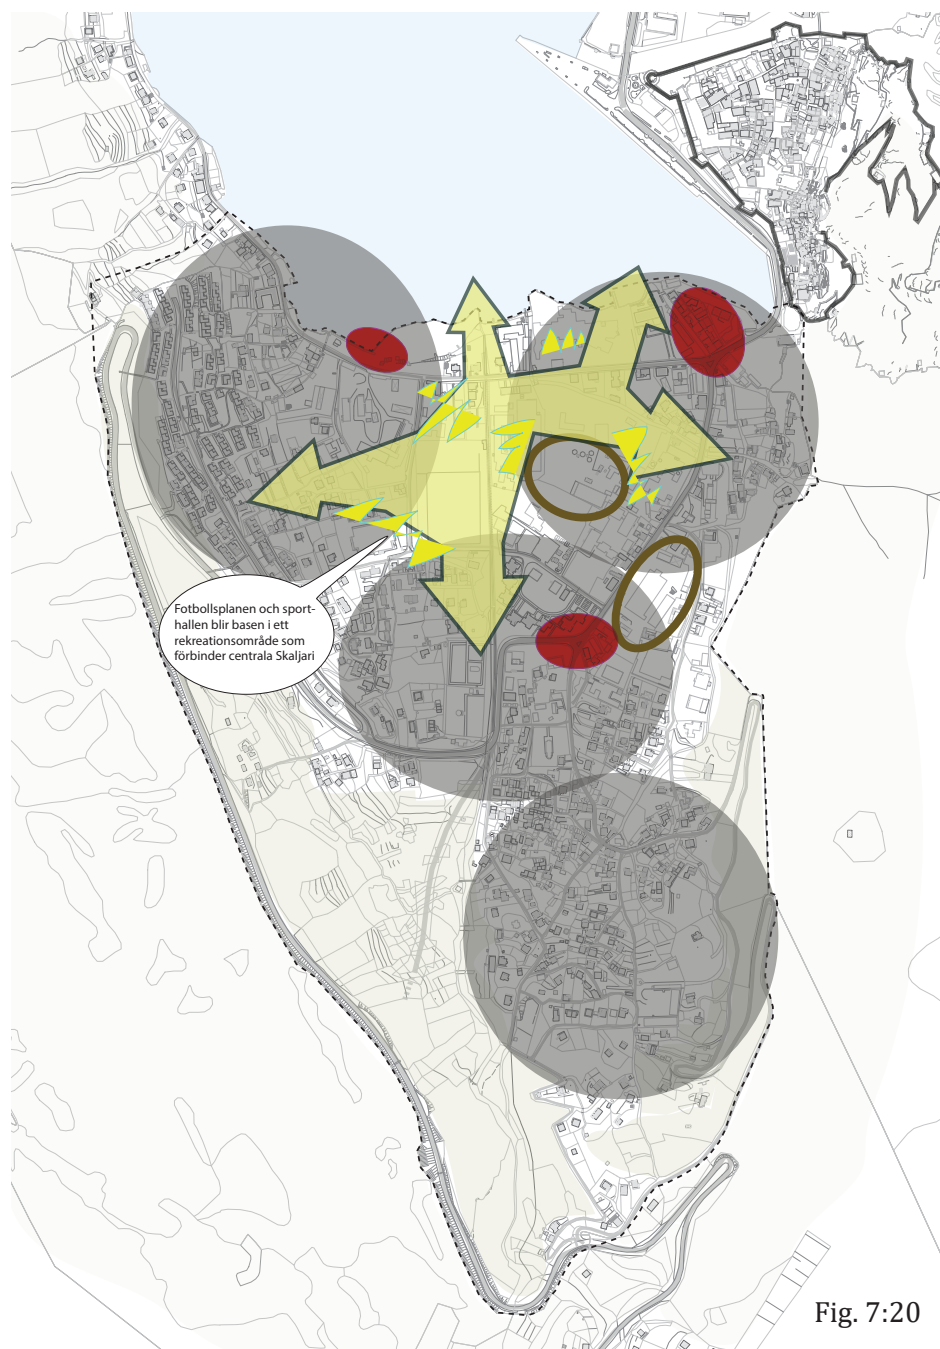 Fotbollsplanen och sport-
hallen blir basen i ett
rekreationsområde som
förbinder centrala Skaljari
Fig. 7:20